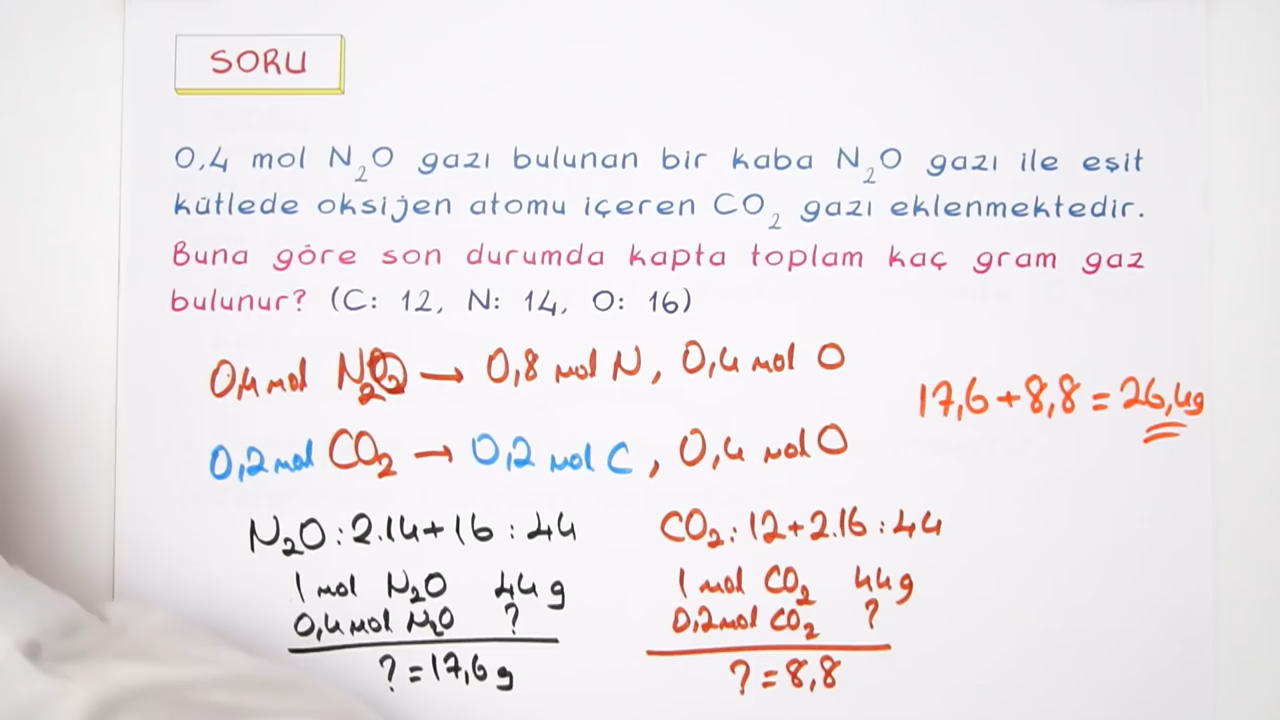 SORU
0,4 mol N₂O gazı bulunan bir kaba N₂O gazı ile eşit
kütlede oksijen atomu içeren CO₂ gazı eklenmektedir.
Buna göre son durumda kapta toplam kaç gram gaz
bulunur? (C: 12, N: 14, O: 16)
0,4 mol N₂O → 0,8 mol N, 0,4 mol O
17,6+8,8=26,4g
0,2 mol CO₂ → 0,2 mol C, 0,4 mol O
N₂O: 2.14+16 : 44
1 mol N₂O 44 g
0,4 mol N₂O ?
? = 17,6 g
CO₂: 12+2.16 : 44
1 mol CO₂ 44g
0,2mol CO₂ ?
? = 8,8